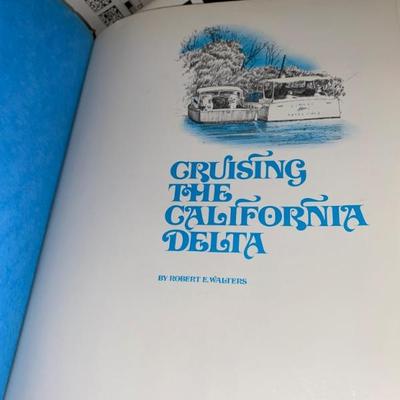 CRUISING
THE
CALIFORNIA
DELTA
BY ROBERT E. WALTERS